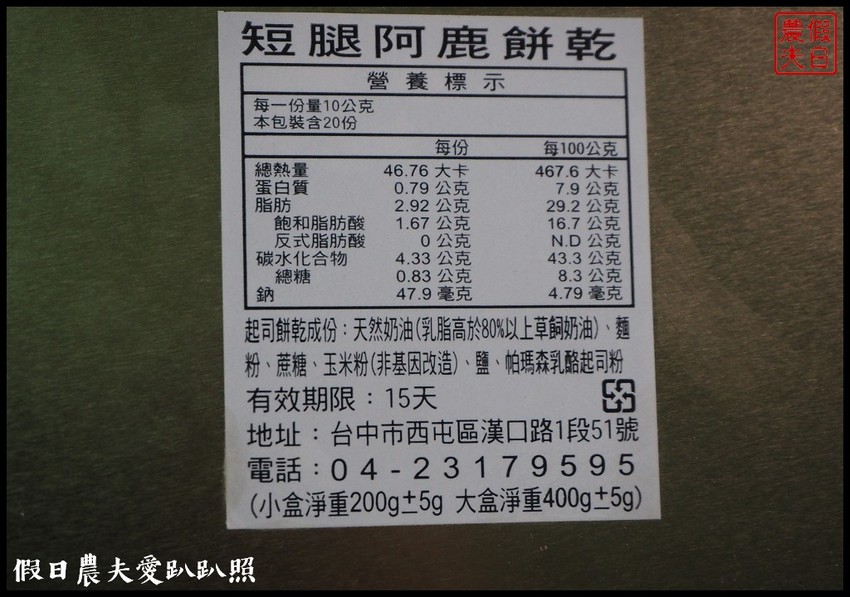 假日
農夫
短腿阿鹿餅乾
營養標示
每一份量10公克
本包裝含20份
每份 每100公克
總熱量 46.76 大卡 467.6 大卡
蛋白質 0.79 公克 7.9 公克
脂肪 2.92 公克 29.2 公克
飽和脂肪酸 1.67 公克 16.7 公克
反式脂肪酸 0 公克 N.D 公克
碳水化合物 4.33 公克 43.3 公克
總糖 0.83 公克 8.3 公克
鈉 47.9 毫克 4.79 毫克
起司餅乾成份：天然奶油(乳脂高於80%以上草飼奶油)、麵
粉、蔗糖、玉米粉(非基因改造)、鹽、帕瑪森乳酪起司粉
有效期限：15天
地址：台中市西屯區漢口路1段51號
電話：04-23179595
(小盒淨重200g±5g 大盒淨重400g±5g)
假日農夫愛趴趴照